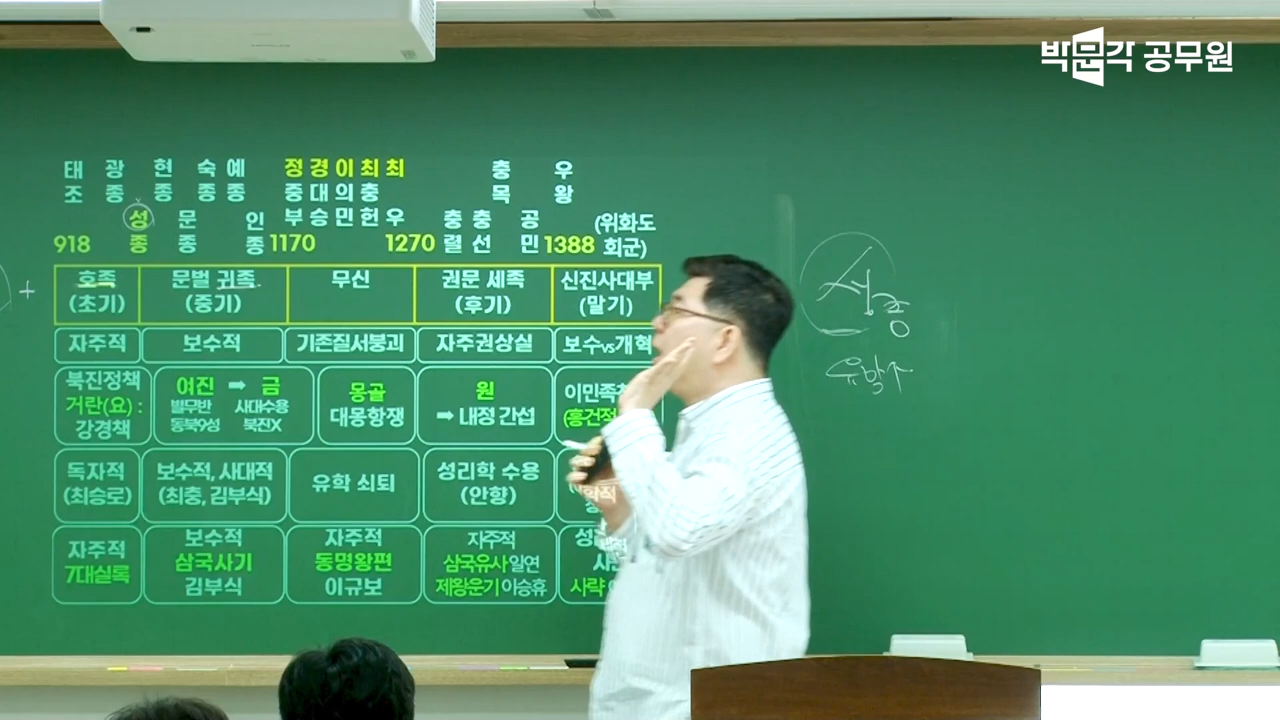 박문각 공무원
태 광 현 숙 예 정 경 이 최 최 충 우
조 종 종 종 종 중 대 의 충 목 왕
성 문 인 부 승 민 헌 우 충 충 공 (위화도
918 종 종 종 1170 1270 렬 선 민 1388 회군)
+ 호족 문벌 귀족 무신 권문 세족 신진사대부
(초기) (중기) (후기) (말기)
자주적 보수적 기존질서붕괴 자주권상실 보수vs개혁
북진정책 여진 ➡ 금 몽골 원 이민족
거란(요) : 별무반 사대수용 대몽항쟁 ➡ 내정 간섭 (홍건적
강경책 동북9성 북진X
독자적 보수적, 사대적 유학 쇠퇴 성리학 수용
(최승로) (최충, 김부식) (안향)
자주적 보수적 자주적 자주적
7대실록 삼국사기 동명왕편 삼국유사 일연
김부식 이규보 제왕운기 이승휴 사략
성종